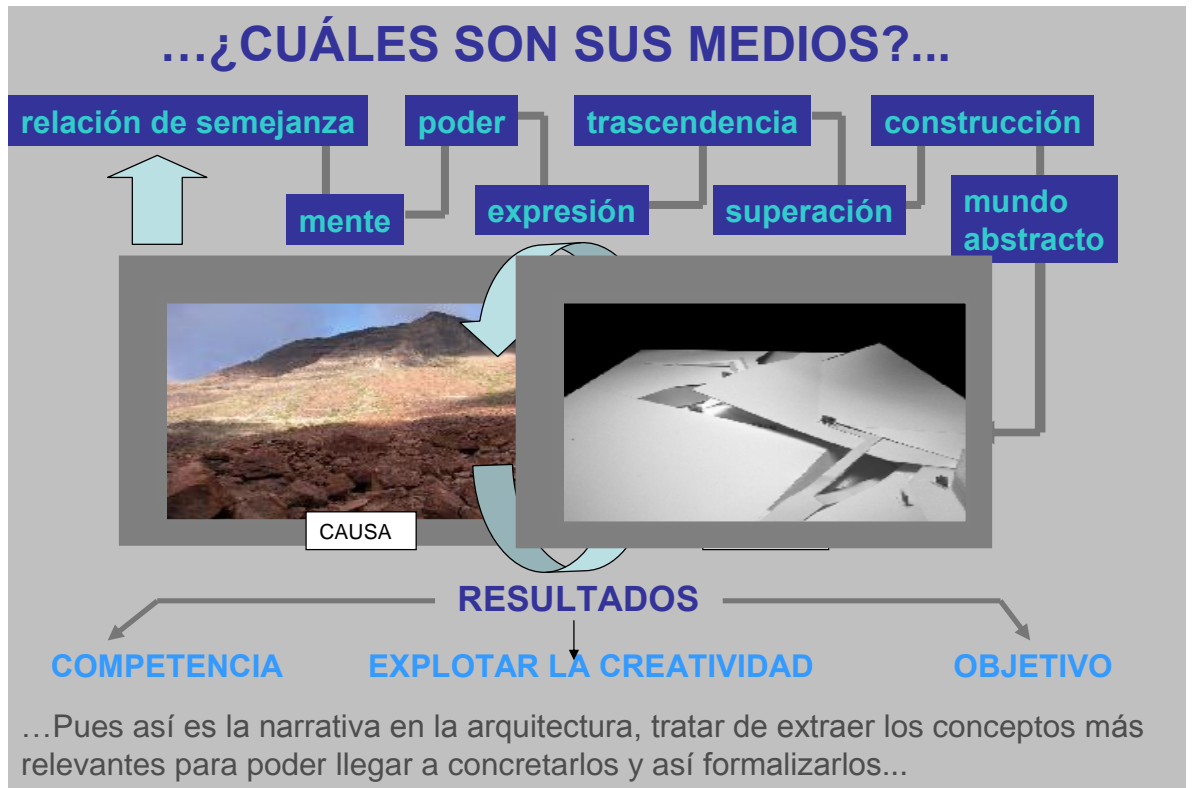 …¿CUÁLES SON SUS MEDIOS?...
relación de semejanza
poder
trascendencia
construcción
mente
expresión
superación
mundo
abstracto
CAUSA
RESULTADOS
COMPETENCIA
EXPLOTAR LA CREATIVIDAD
OBJETIVO
…Pues así es la narrativa en la arquitectura, tratar de extraer los conceptos más
relevantes para poder llegar a concretarlos y así formalizarlos...